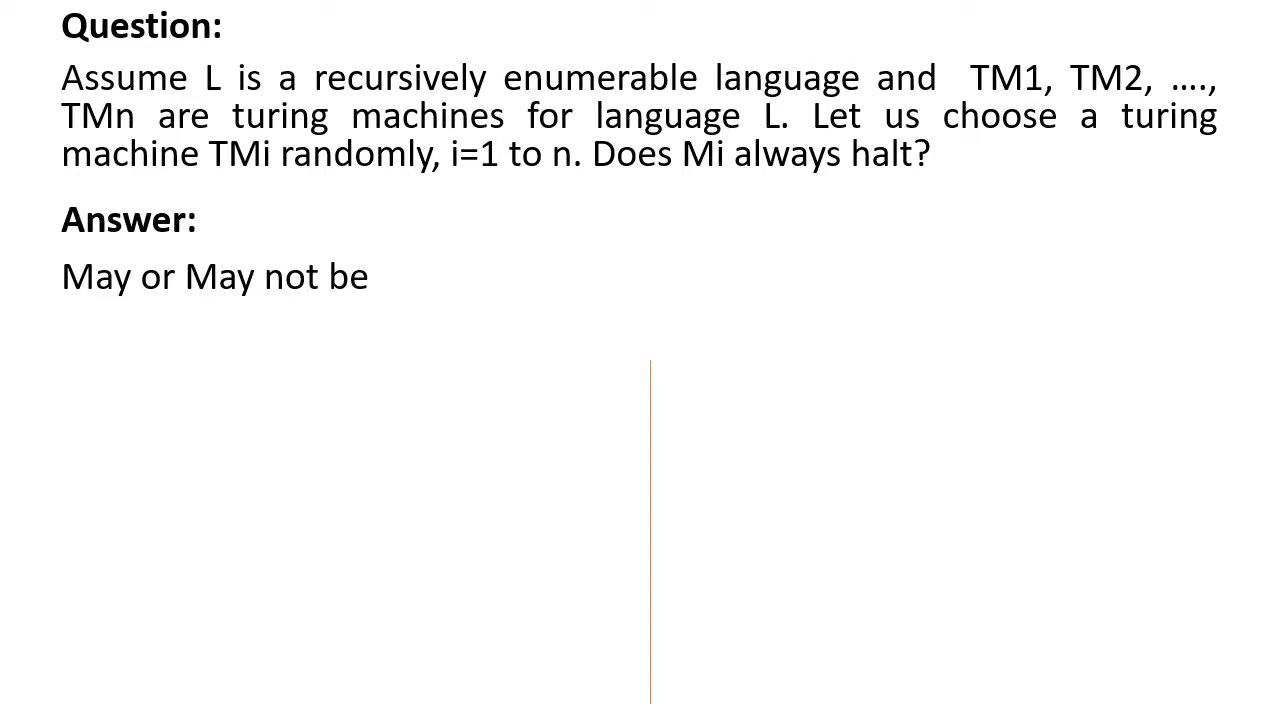 Question:
Assume L is a recursively enumerable language and TM1, TM2, ….,
TMn are turing machines for language L. Let us choose a turing
machine TMi randomly, i=1 to n. Does Mi always halt?
Answer:
May or May not be